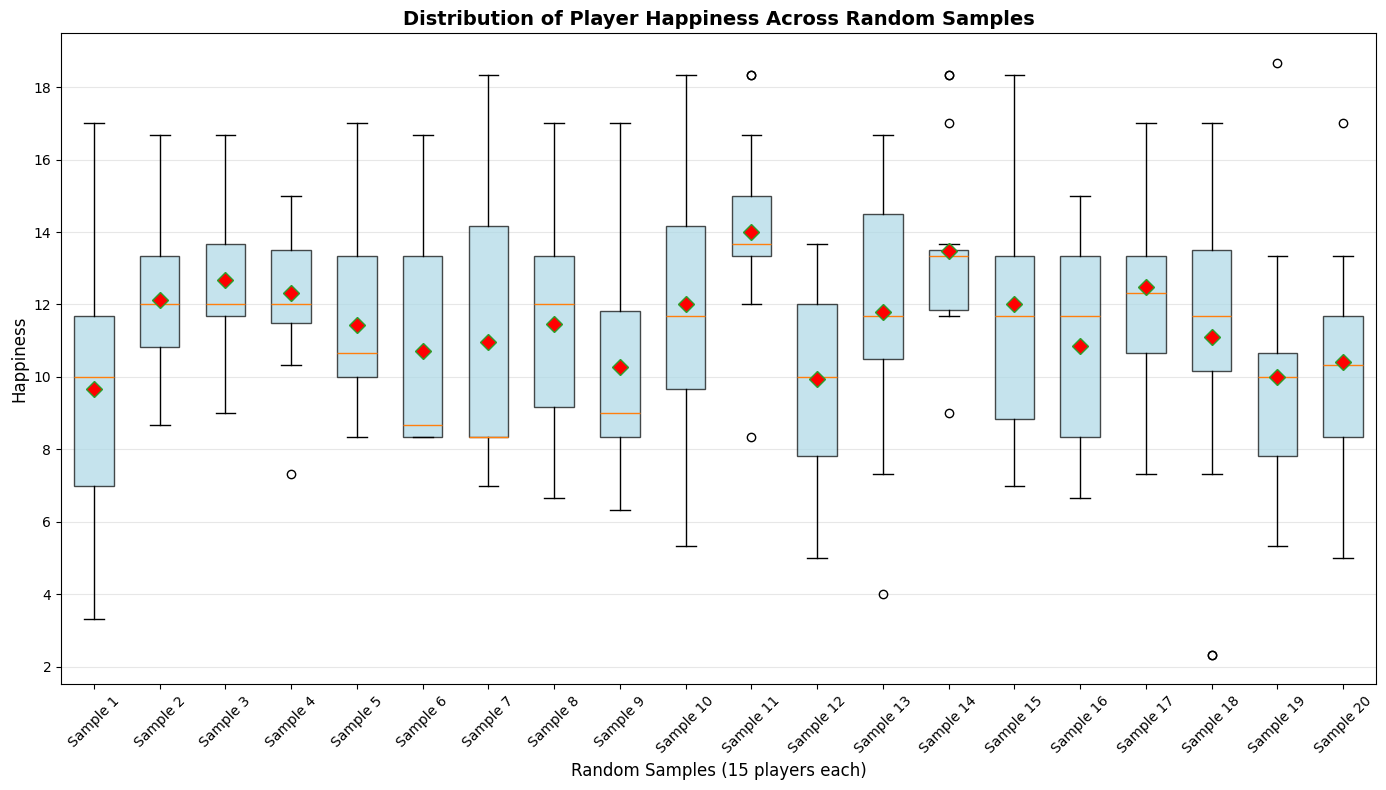 Distribution of Player Happiness Across Random Samples
Happiness
18
16
14
12
10
8
6
4
2
Sample 1
Sample 2
Sample 3
Sample 4
Sample 5
Sample 6
Sample 7
Sample 8
Sample 9
Sample 10
Sample 11
Sample 12
Sample 13
Sample 14
Sample 15
Sample 16
Sample 17
Sample 18
Sample 19
Sample 20
Random Samples (15 players each)